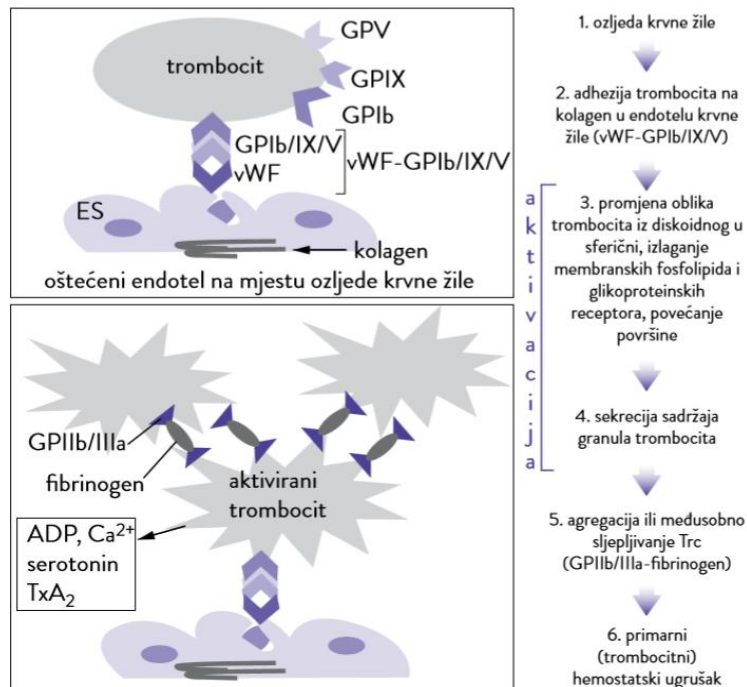 GPV
trombocit
GPIX
GPIb
GPIb/IX/V
vWF
vWF-GPIb/IX/V
ES
kolagen
oštećeni endotel na mjestu ozljede krvne žile
GPIIb/IIIa
fibrinogen
aktivirani
trombocit
ADP, Ca²⁺
serotonin
TxA₂
1. ozljeda krvne žile
2. adhezija trombocita na
kolagen u endotelu krvne
žile (vWF-GPIb/IX/V)
aktivacija
3. promjena oblika
trombocita iz diskoidnog u
sferični, izlaganje
membranskih fosfolipida i
glikoproteinskih
receptora, povećanje
površine
4. sekrecija sadržaja
granula trombocita
5. agregacija ili međusobno
sljepljivanje Trc
(GPIIb/IIIa-fibrinogen)
6. primarni
(trombocitni)
hemostatski ugrušak